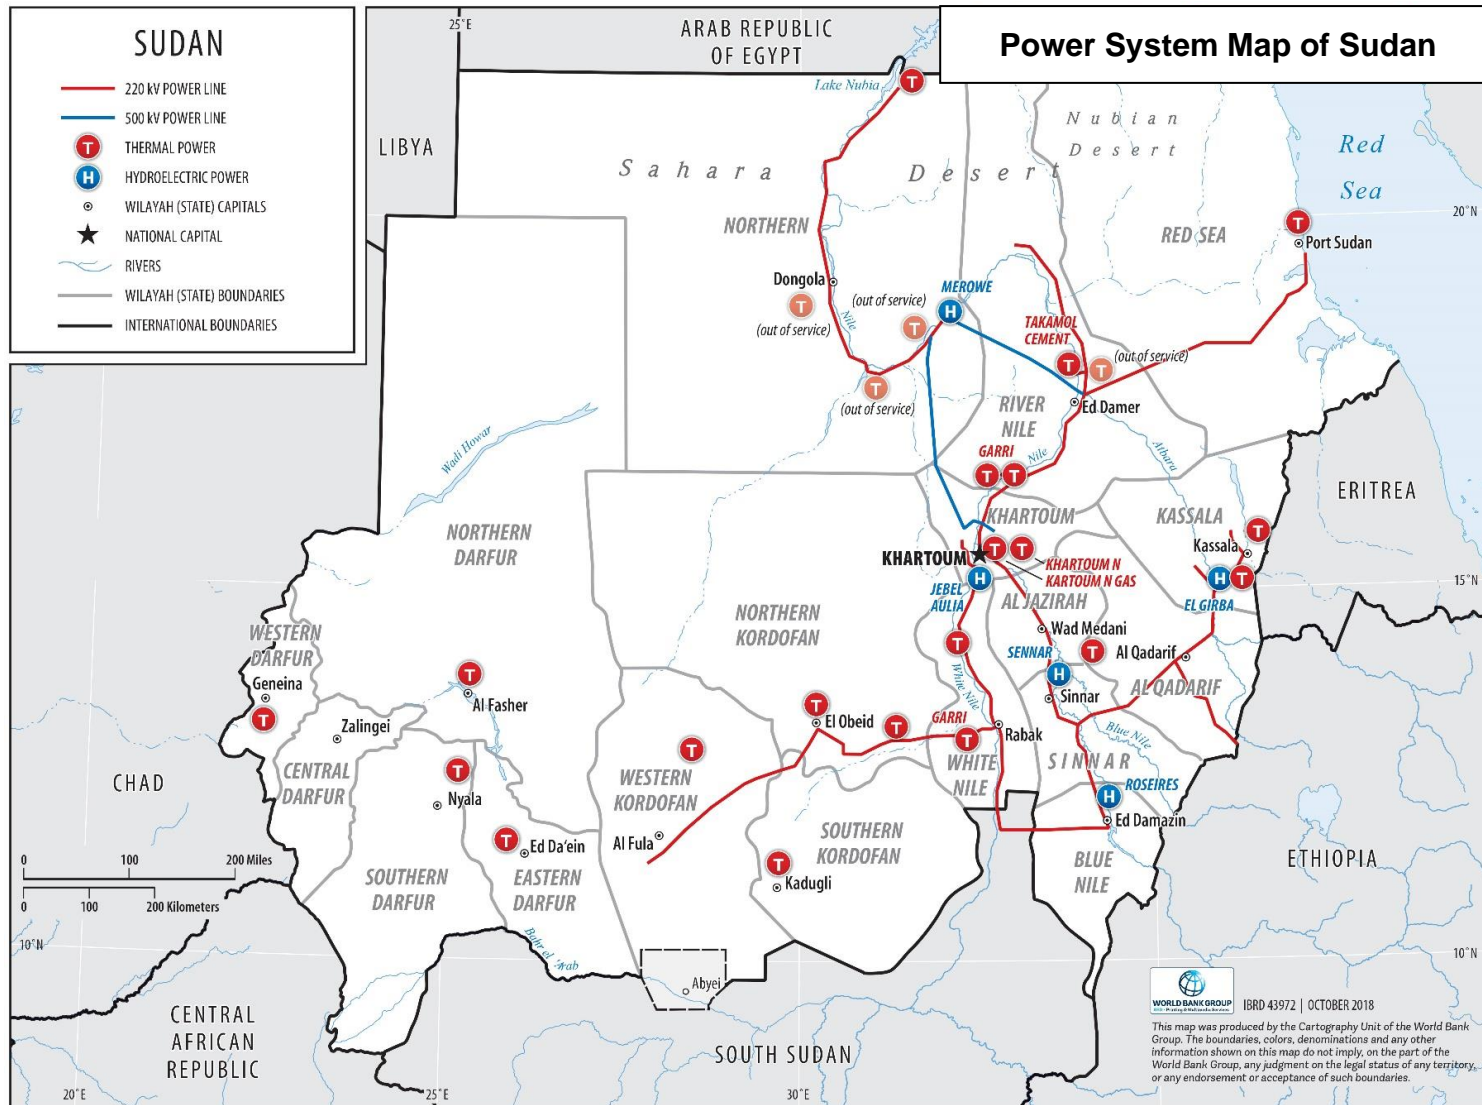 Power System Map of Sudan
SUDAN
220 kV POWER LINE
500 kV POWER LINE
T THERMAL POWER
H HYDROELECTRIC POWER
WILAYAH (STATE) CAPITALS
NATIONAL CAPITAL
RIVERS
WILAYAH (STATE) BOUNDARIES
INTERNATIONAL BOUNDARIES
25°E
ARAB REPUBLIC
OF EGYPT
LIBYA
Lake Nubia
T
Nubian
Desert
Red
Sea
Sahara Desert
20°N
NORTHERN
RED SEA
T
Port Sudan
Dongola
T
(out of service)
Nile
(out of service)
T
MEROWE
H
TAKAMOL
CEMENT
T
T
(out of service)
T
(out of service)
Ed Damer
RIVER
NILE
Atbara
Wadi Howar
GARRI
T T
Nile
ERITREA
NORTHERN
DARFUR
KHARTOUM
KASSALA
T
Kassala
KHARTOUM
T T
KHARTOUM N
KARTOUM N GAS
H
JEBEL
AULIA
H T
EL GIRBA
15°N
AL JAZIRAH
NORTHERN
KORDOFAN
Wad Medani
T
SENNAR
H
T
Al Qadarif
AL QADARIF
WESTERN
DARFUR
Geneina
T
T
Al Fasher
White Nile
Sinnar
Zalingei
T
El Obeid
T
GARRI
T
Rabak
Blue Nile
SINNAR
WHITE
NILE
CHAD
CENTRAL
DARFUR
T
Nyala
T
WESTERN
KORDOFAN
H
ROSEIRES
Ed Damazin
T
Ed Da'ein
Al Fula
SOUTHERN
KORDOFAN
0 100 200 Miles
0 100 200 Kilometers
ETHIOPIA
SOUTHERN
DARFUR
EASTERN
DARFUR
T
Kadugli
BLUE
NILE
10°N
Bahr el 'Arab
10°N
Abyei
CENTRAL
AFRICAN
REPUBLIC
SOUTH SUDAN
20°E
25°E
30°E
WORLD BANK GROUP
IBRD 43972 | OCTOBER 2018
This map was produced by the Cartography Unit of the World Bank
Group. The boundaries, colors, denominations and any other
information shown on this map do not imply, on the part of the
World Bank Group, any judgment on the legal status of any territory,
or any endorsement or acceptance of such boundaries.